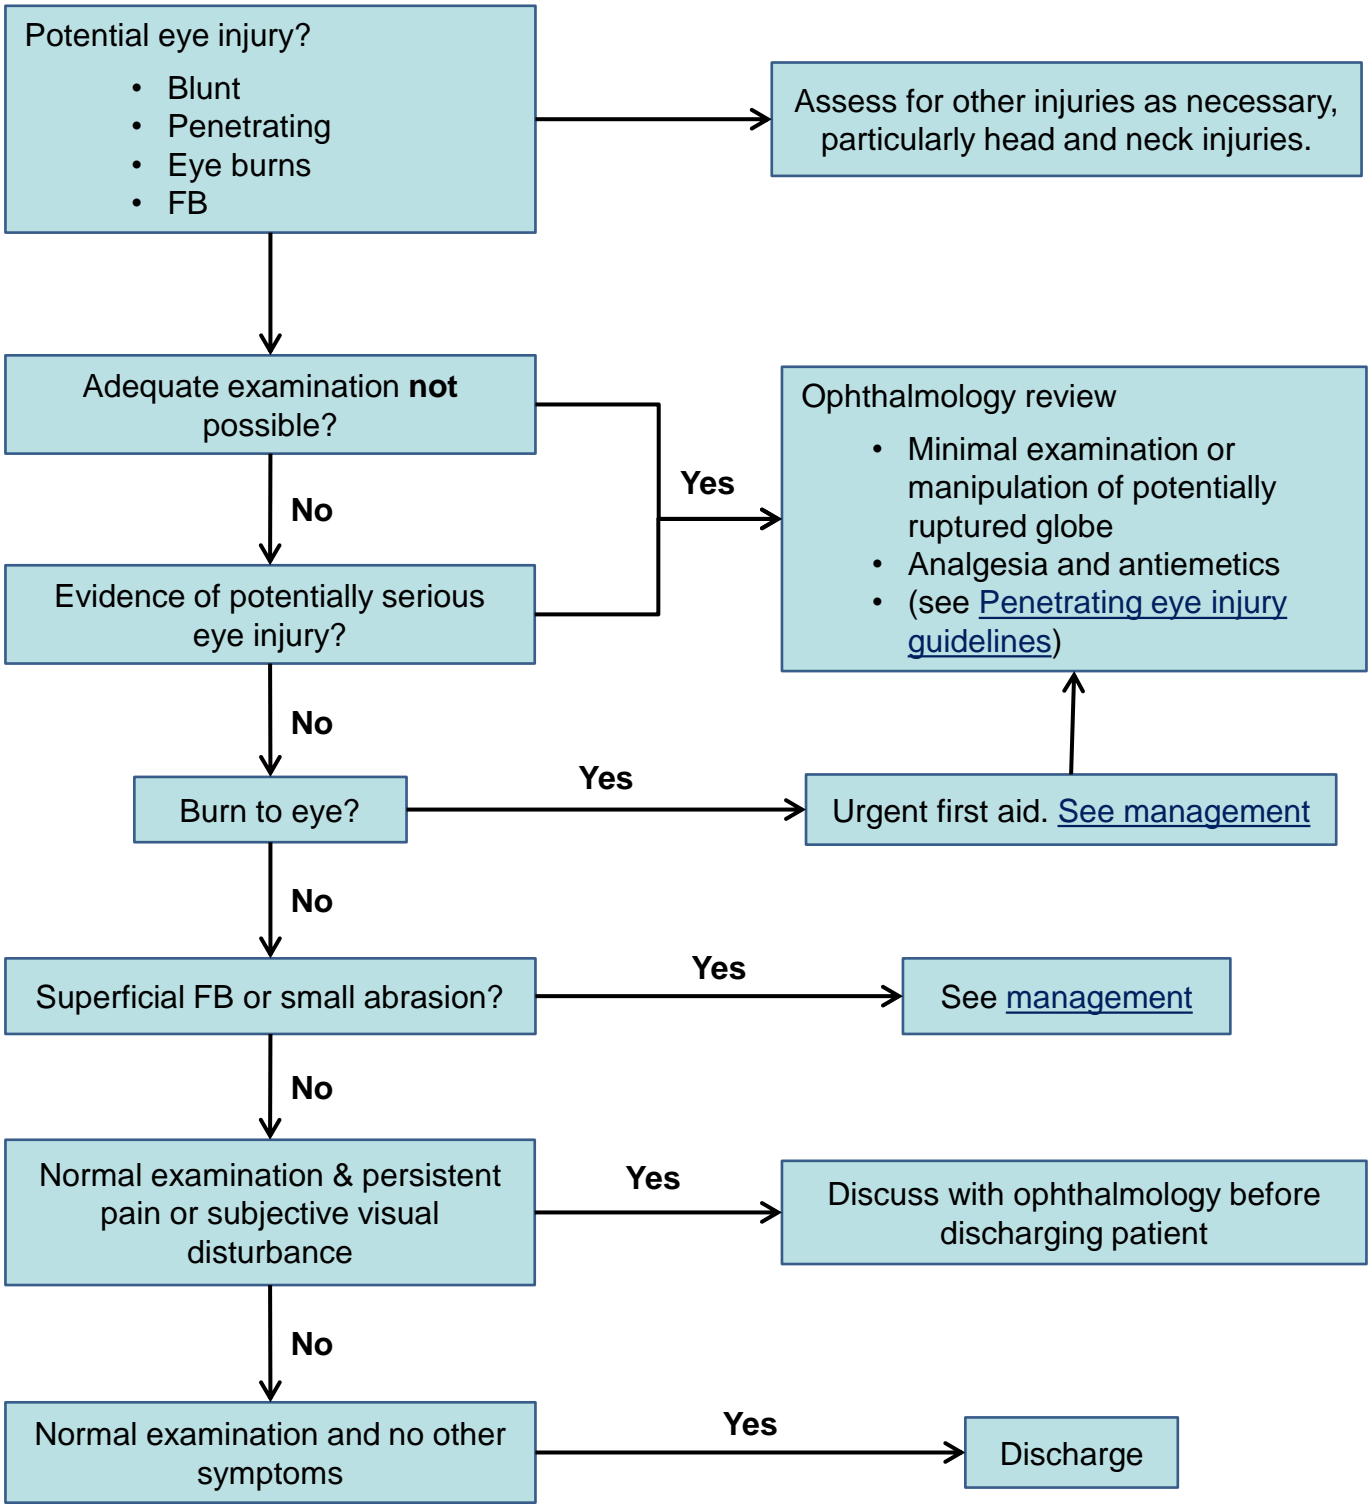 Potential eye injury?
• Blunt
• Penetrating
• Eye burns
• FB
Assess for other injuries as necessary,
particularly head and neck injuries.
Adequate examination not
possible?
Yes
Ophthalmology review
• Minimal examination or
manipulation of potentially
ruptured globe
• Analgesia and antiemetics
• (see Penetrating eye injury
guidelines)
No
Evidence of potentially serious
eye injury?
No
Burn to eye?
Yes
Urgent first aid. See management
No
Superficial FB or small abrasion?
Yes
See management
No
Normal examination & persistent
pain or subjective visual
disturbance
Yes
Discuss with ophthalmology before
discharging patient
No
Normal examination and no other
symptoms
Yes
Discharge